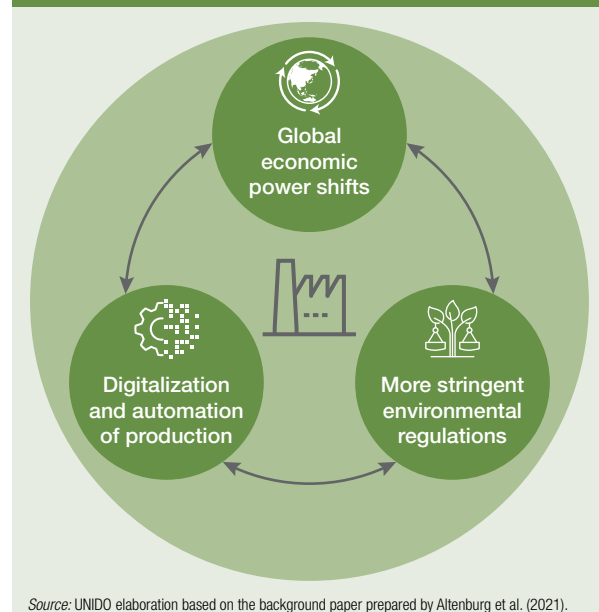 Global
economic
power shifts
Digitalization
and automation
of production
More stringent
environmental
regulations
Source: UNIDO elaboration based on the background paper prepared by Altenburg et al. (2021).